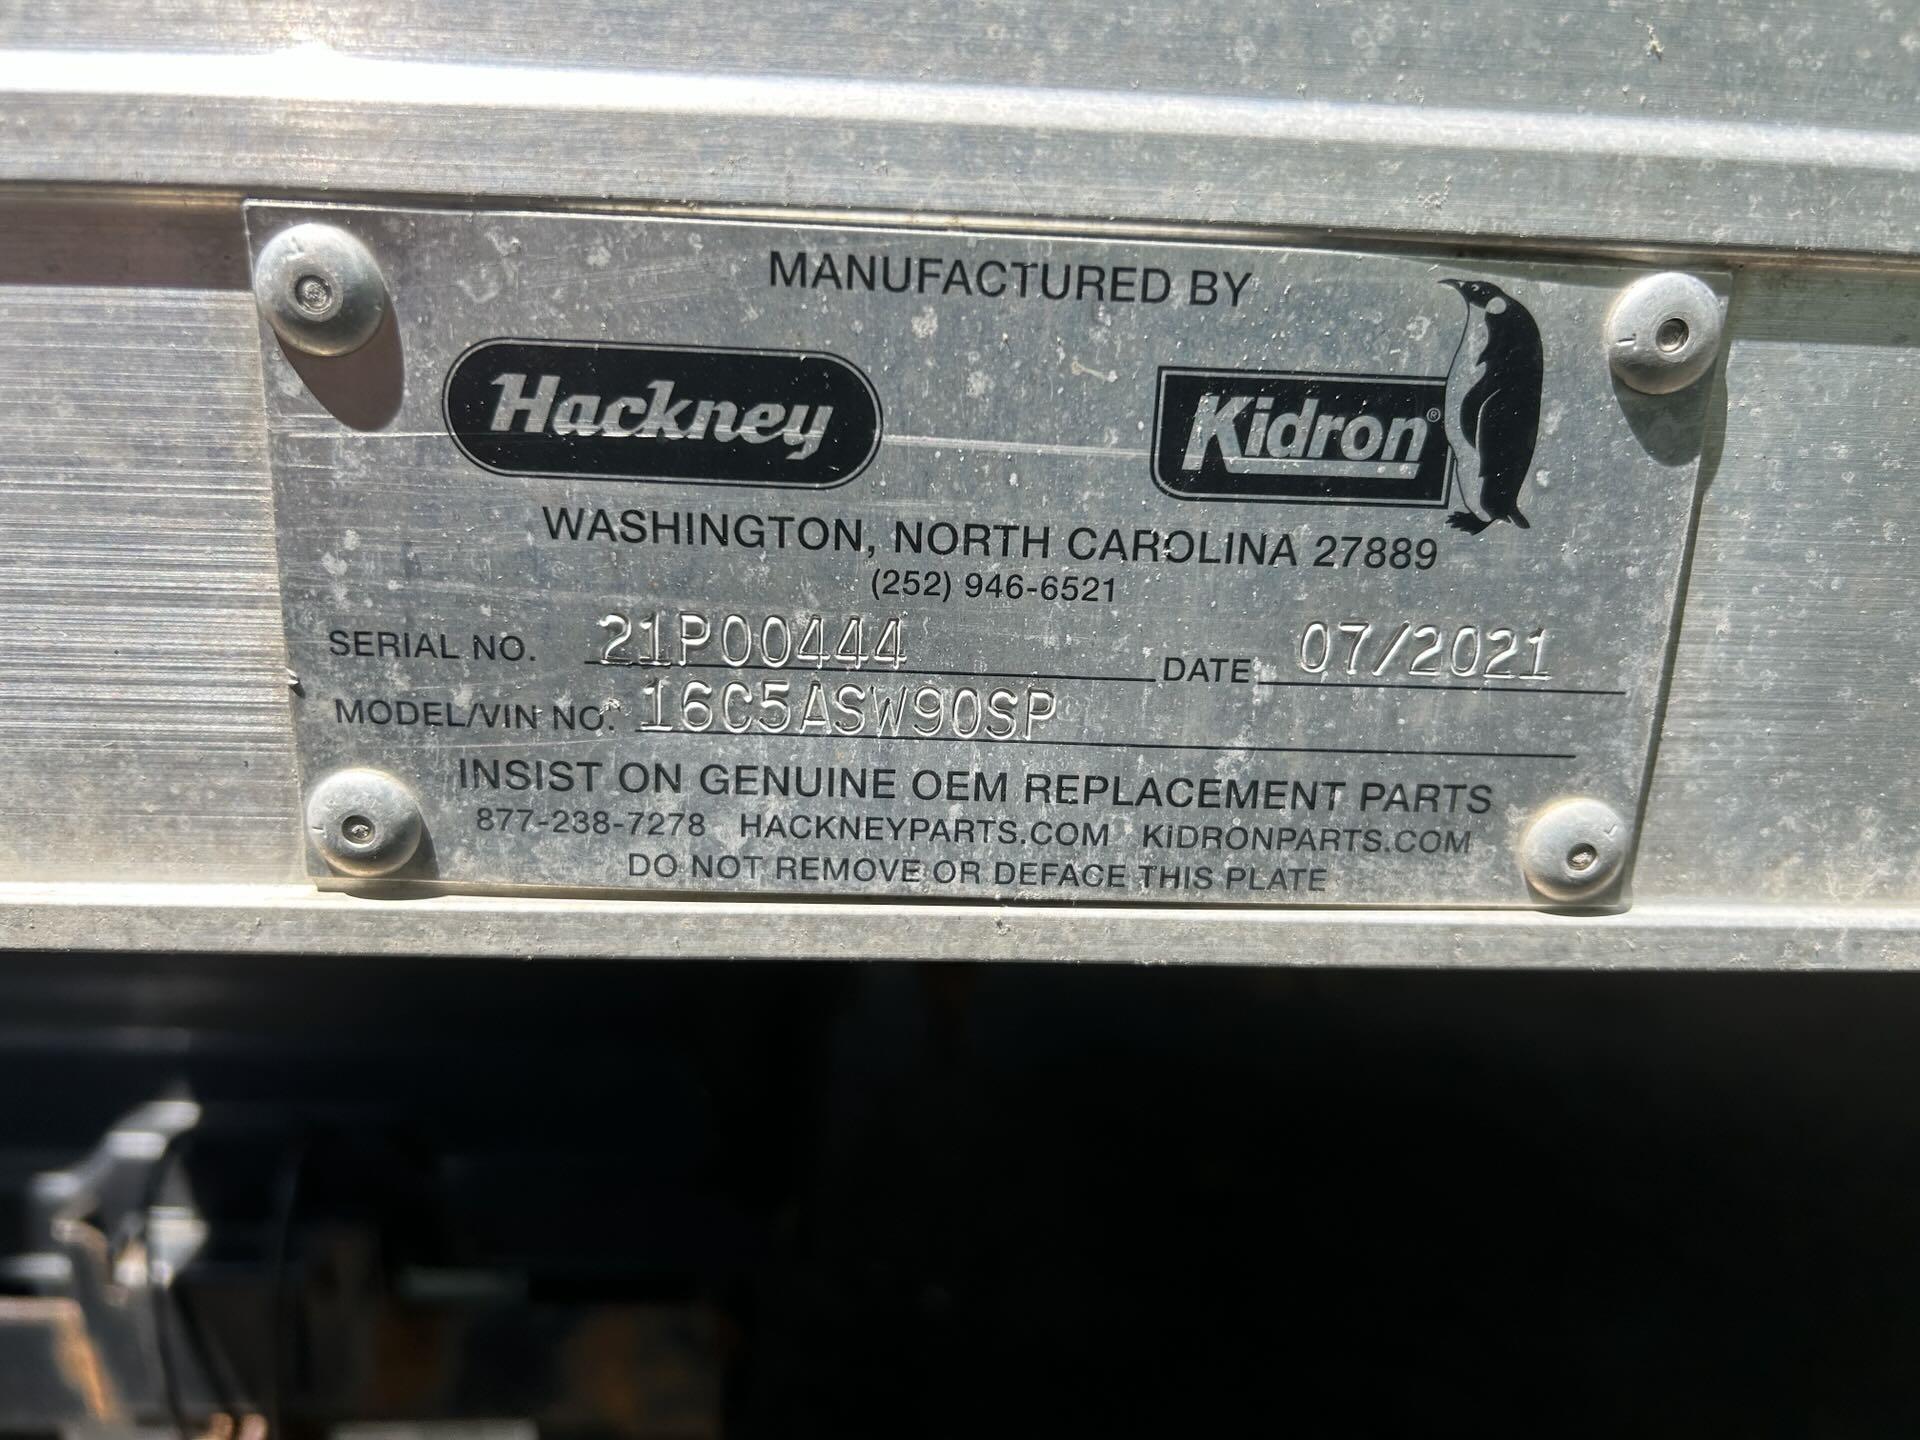 MANUFACTURED BY
Hackney Kidron®
WASHINGTON, NORTH CAROLINA 27889
(252) 946-6521
SERIAL NO. 21P00444 DATE 07/2021
MODEL/VIN NO. 16C5ASW90SP
INSIST ON GENUINE OEM REPLACEMENT PARTS
877-238-7278 HACKNEYPARTS.COM KIDRONPARTS.COM
DO NOT REMOVE OR DEFACE THIS PLATE